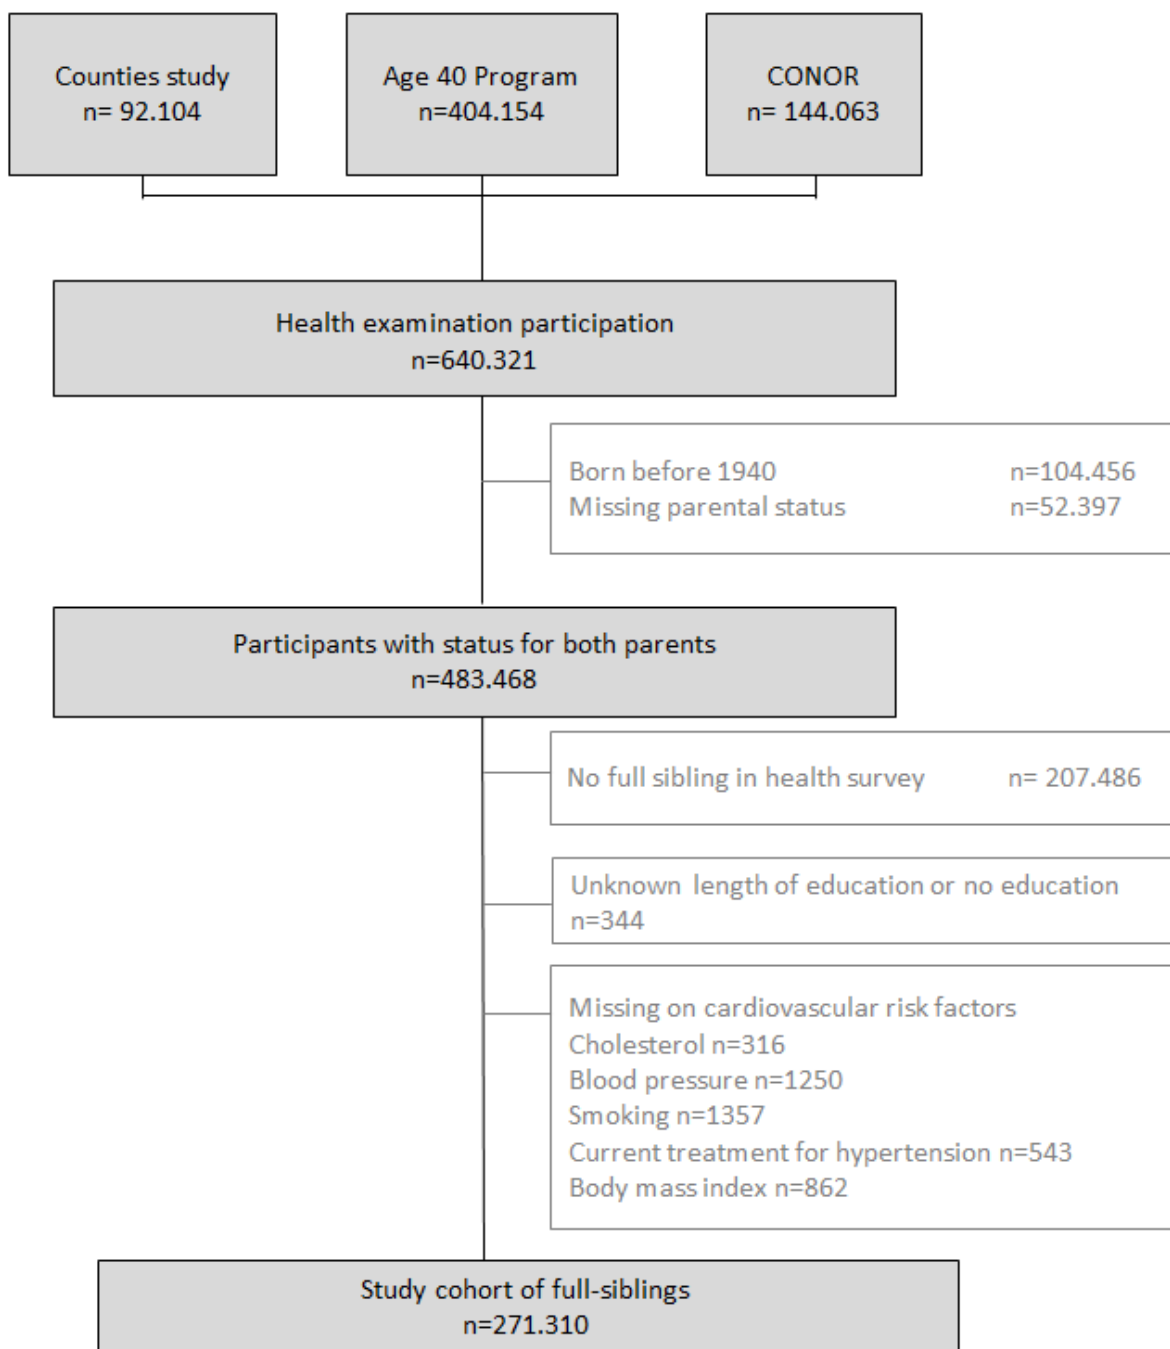 Counties study
n= 92.104
Age 40 Program
n=404.154
CONOR
n= 144.063
Health examination participation
n=640.321
Born before 1940 n=104.456
Missing parental status n=52.397
Participants with status for both parents
n=483.468
No full sibling in health survey n= 207.486
Unknown length of education or no education
n=344
Missing on cardiovascular risk factors
Cholesterol n=316
Blood pressure n=1250
Smoking n=1357
Current treatment for hypertension n=543
Body mass index n=862
Study cohort of full-siblings
n=271.310